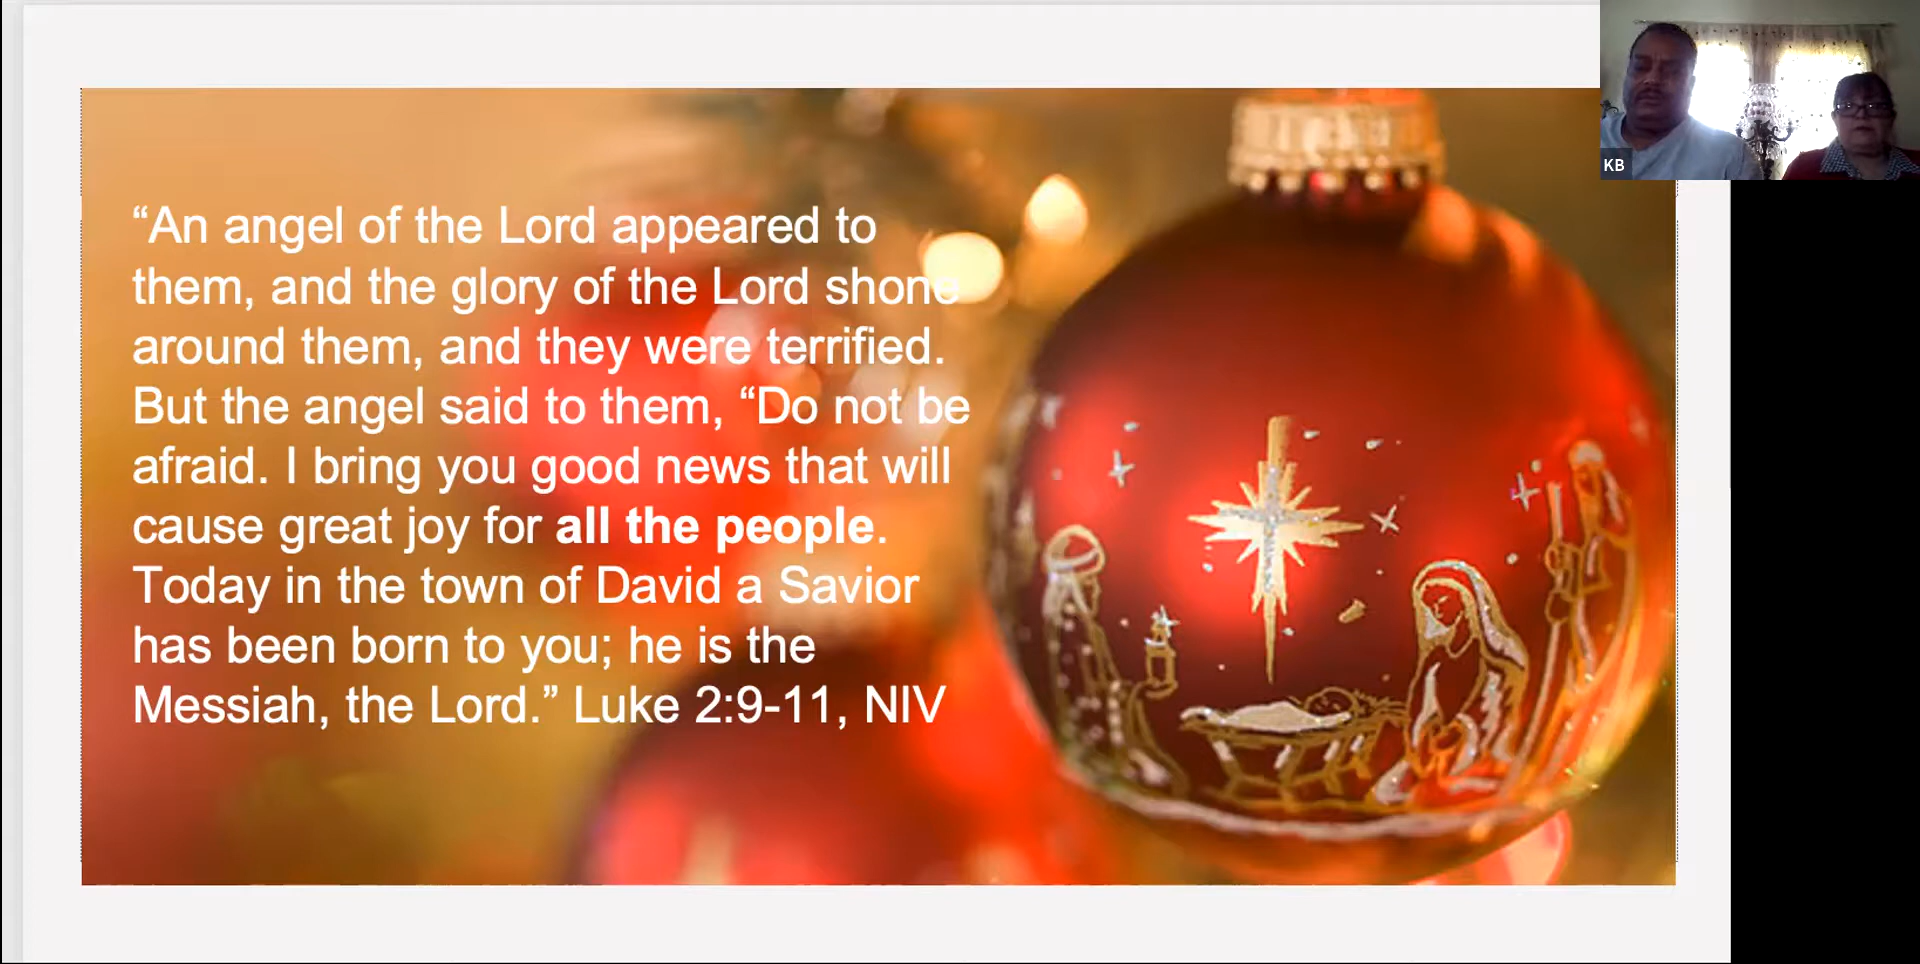 “An angel of the Lord appeared to
them, and the glory of the Lord shone
around them, and they were terrified.
But the angel said to them, “Do not be
afraid. I bring you good news that will
cause great joy for all the people.
Today in the town of David a Savior
has been born to you; he is the
Messiah, the Lord.” Luke 2:9-11, NIV
KB